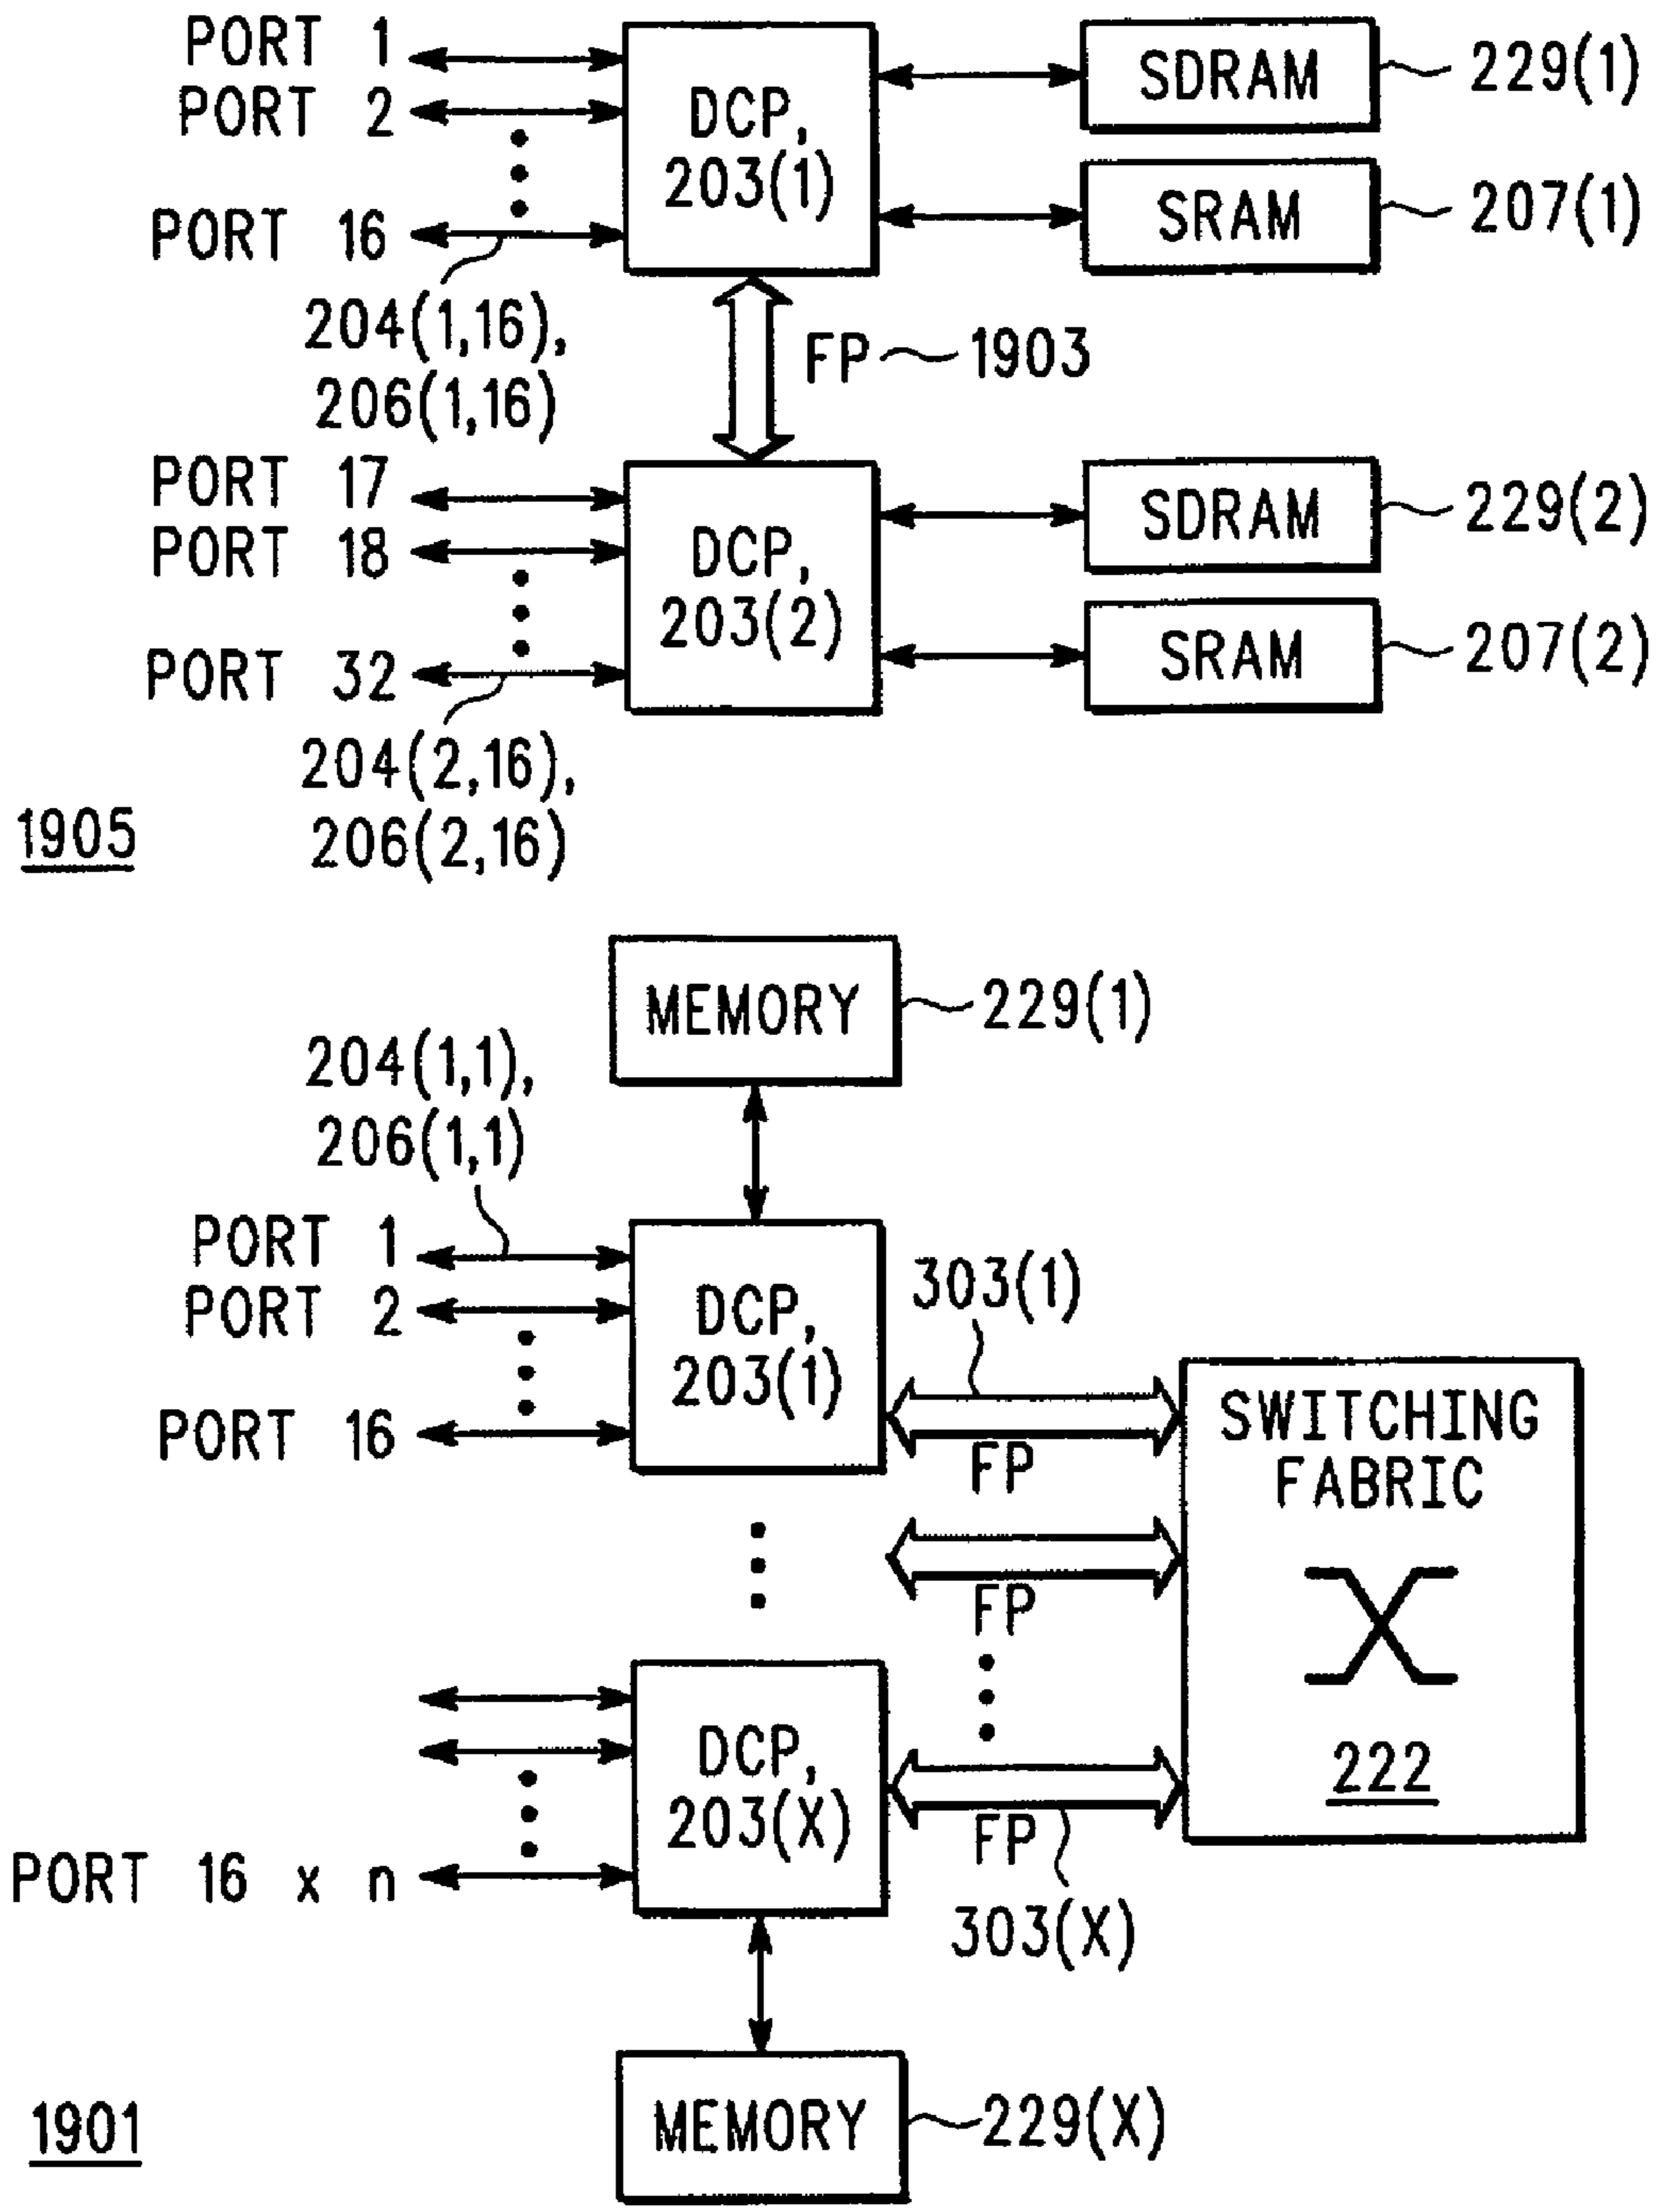 PORT 1
PORT 2
PORT 16
DCP,
203(1)
SDRAM
229(1)
SRAM
207(1)
204(1,16),
206(1,16)
FP
1903
PORT 17
PORT 18
PORT 32
DCP,
203(2)
SDRAM
229(2)
SRAM
207(2)
204(2,16),
206(2,16)
1905
MEMORY
229(1)
204(1,1),
206(1,1)
PORT 1
PORT 2
PORT 16
DCP,
203(1)
303(1)
FP
SWITCHING
FABRIC
FP
222
DCP,
203(X)
FP
303(X)
PORT 16 x n
MEMORY
229(X)
1901